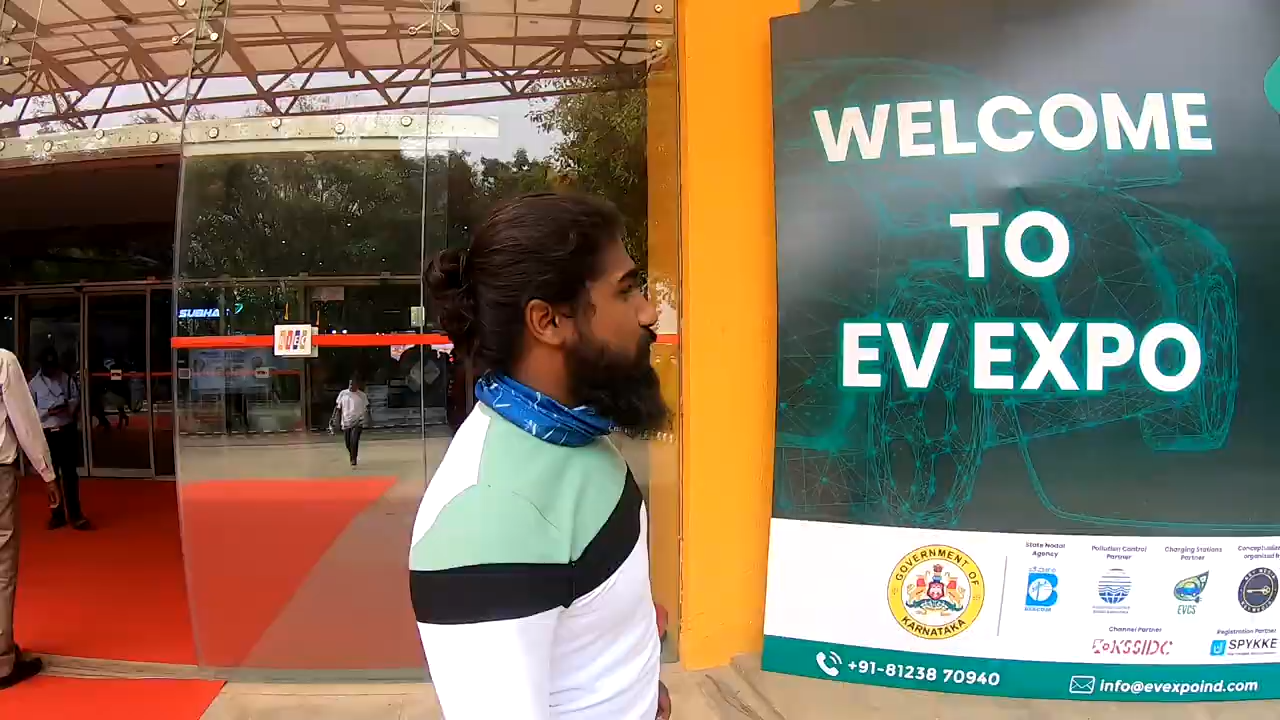 WELCOME
TO
EV EXPO
SUBHA
GOVERNMENT OF
KARNATAKA
State Nodal
Agency
Pollution Control
Partner
Charging Stations
Partner
EVCS
Channel Partner
KSSIDC
Registration Partner
SPYKKE
+91-81238 70940
info@evexpoind.com